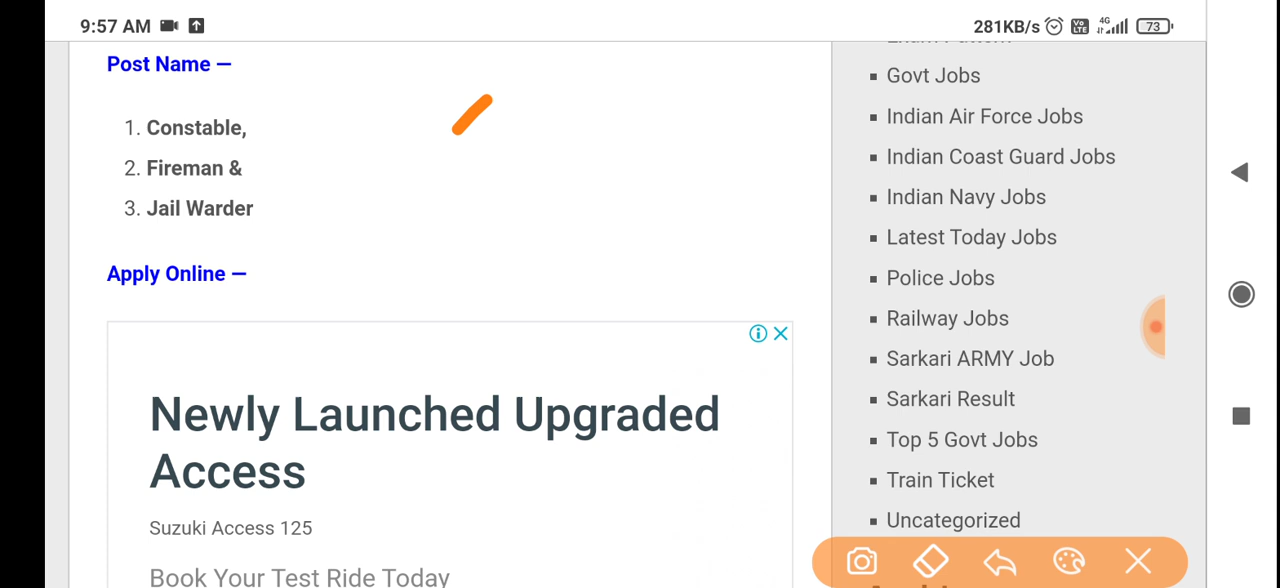 9:57 AM
281KB/s
Vo
LTE
4G
73
Post Name —
1. Constable,
2. Fireman &
3. Jail Warder
Apply Online —
Newly Launched Upgraded
Access
Suzuki Access 125
Book Your Test Ride Today
Govt Jobs
Indian Air Force Jobs
Indian Coast Guard Jobs
Indian Navy Jobs
Latest Today Jobs
Police Jobs
Railway Jobs
Sarkari ARMY Job
Sarkari Result
Top 5 Govt Jobs
Train Ticket
Uncategorized